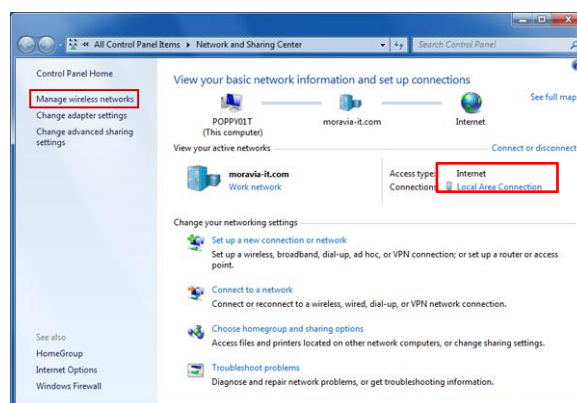 « All Control Panel Items ▸ Network and Sharing Center
Search Control Panel
Control Panel Home
Manage wireless networks
Change adapter settings
Change advanced sharing
settings
See also
HomeGroup
Internet Options
Windows Firewall
View your basic network information and set up connections
See full map
POPPY01T
(This computer)
moravia-it.com
Internet
View your active networks
Connect or disconnect
moravia-it.com
Work network
Access type: Internet
Connections: Local Area Connection
Change your networking settings
Set up a new connection or network
Set up a wireless, broadband, dial-up, ad hoc, or VPN connection; or set up a router or access
point.
Connect to a network
Connect or reconnect to a wireless, wired, dial-up, or VPN network connection.
Choose homegroup and sharing options
Access files and printers located on other network computers, or change sharing settings.
Troubleshoot problems
Diagnose and repair network problems, or get troubleshooting information.